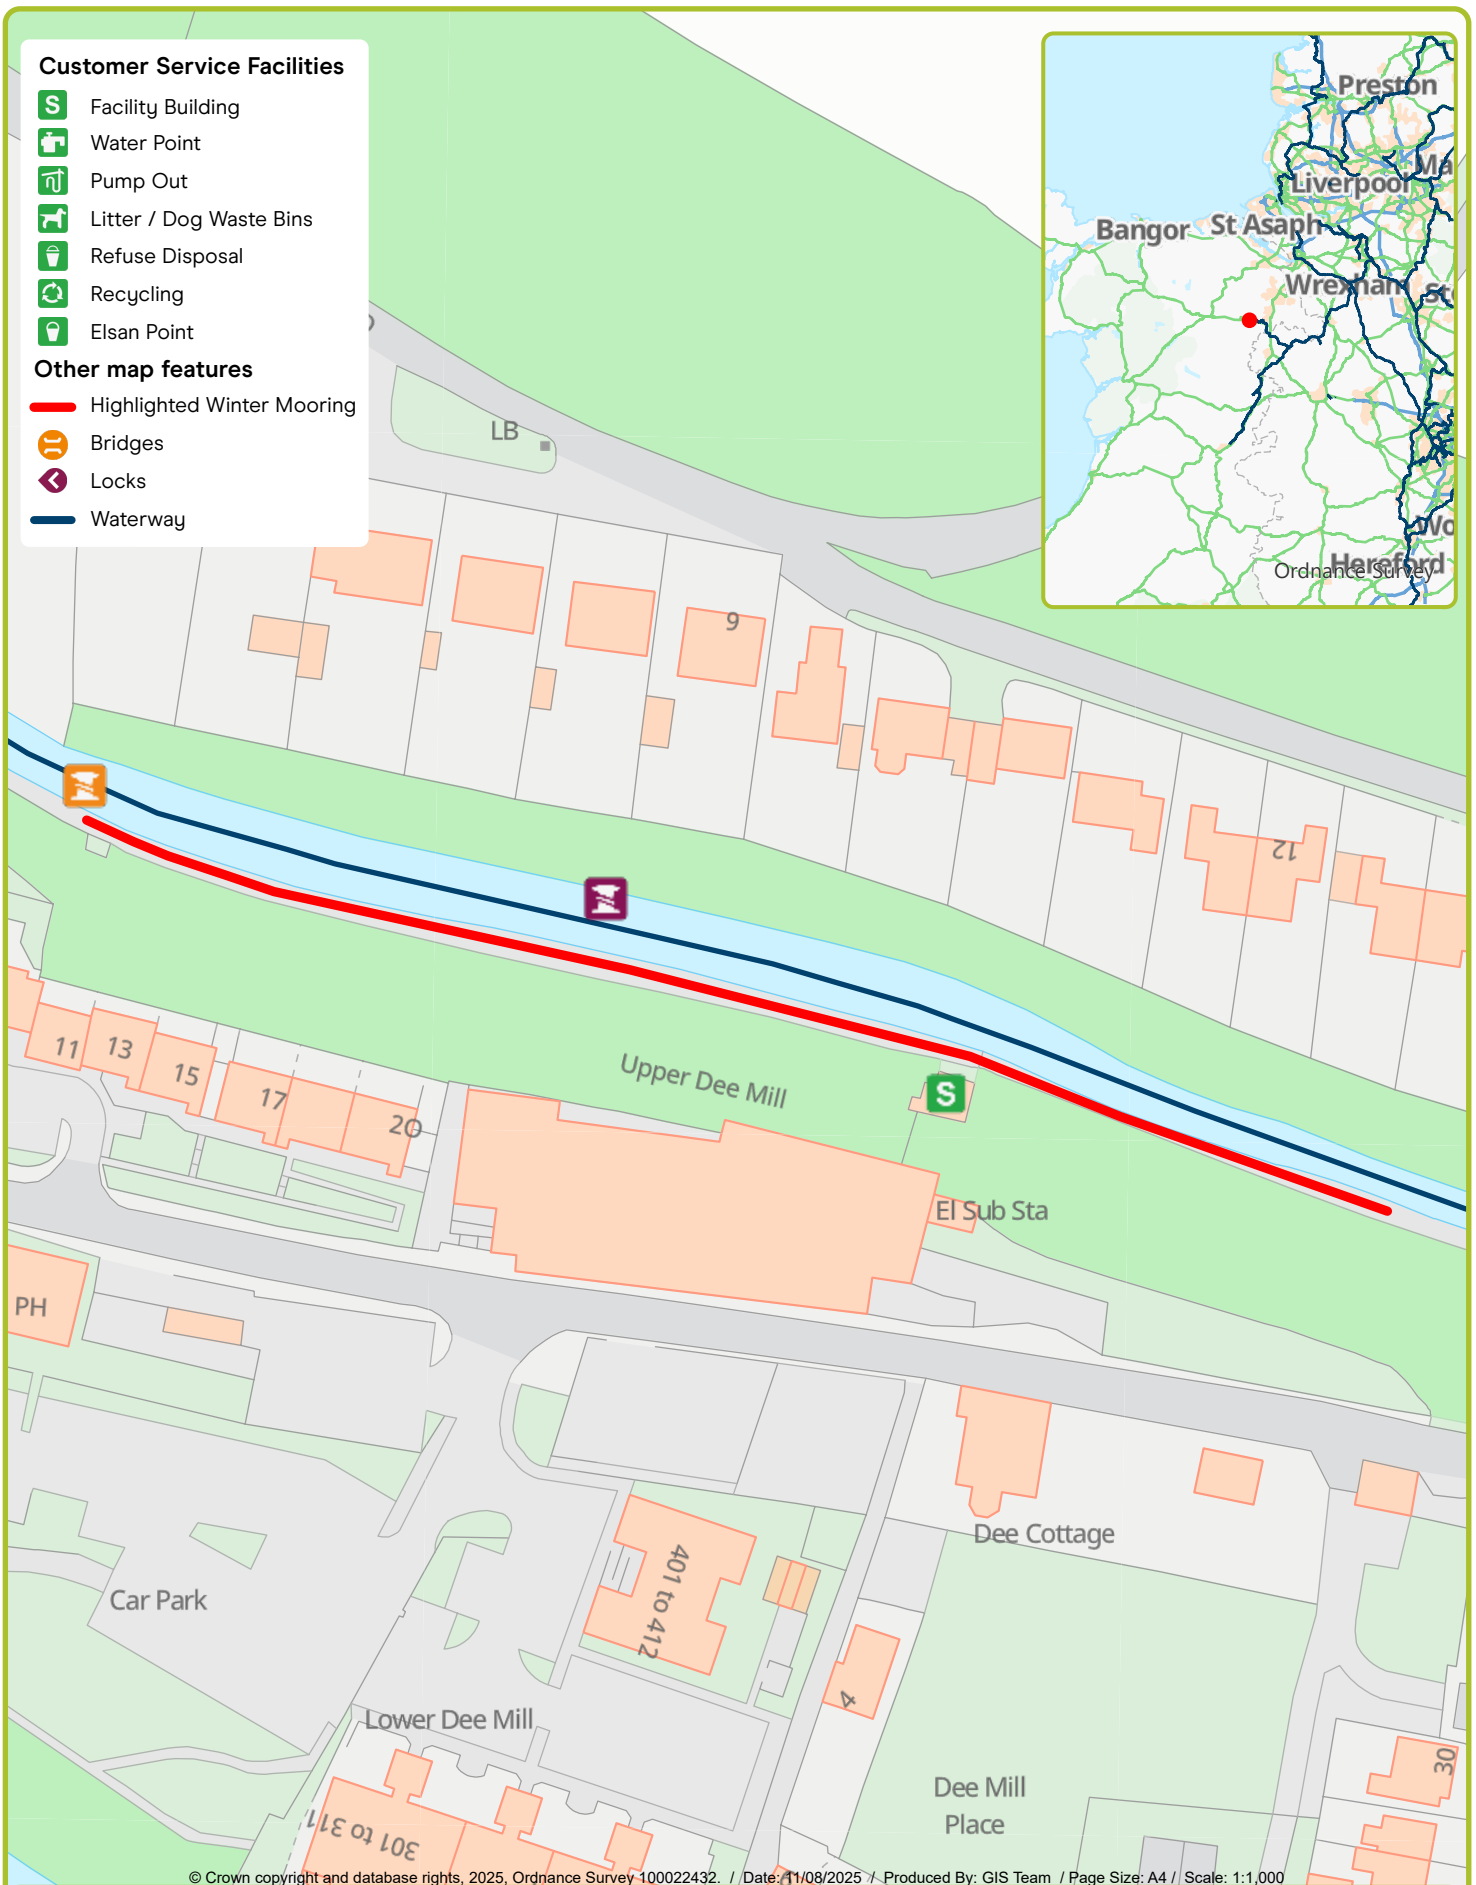 Customer Service Facilities
S Facility Building
Water Point
Pump Out
Litter / Dog Waste Bins
Refuse Disposal
Recycling
Elsan Point
Other map features
Highlighted Winter Mooring
Bridges
Locks
Waterway
Preston
Liverpool
Bangor
St Asaph
Wrexham
Hereford
Ordnance Survey
LB
9
12
11
13
15
17
20
Upper Dee Mill
S
El Sub Sta
PH
Dee Cottage
Car Park
401 to 412
4
Lower Dee Mill
Dee Mill
Place
30
301 to 311
© Crown copyright and database rights, 2025, Ordnance Survey 100022432. / Date: 11/08/2025 / Produced By: GIS Team / Page Size: A4 / Scale: 1:1,000